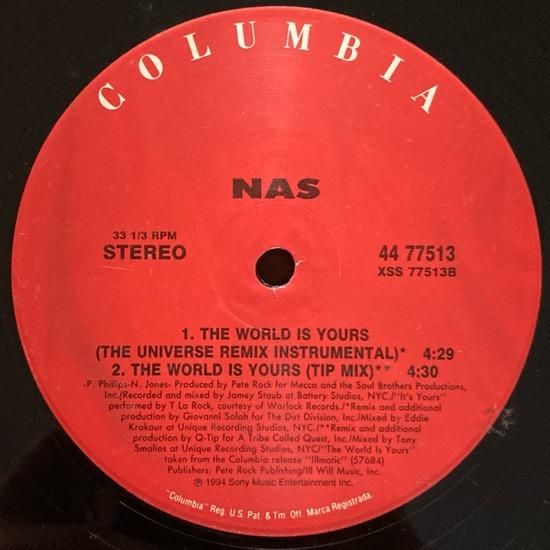 COLUMBIA
NAS
33 1/3 RPM
STEREO
44 77513
XSS 77513B
1. THE WORLD IS YOURS
(THE UNIVERSE REMIX INSTRUMENTAL)* 4:29
2. THE WORLD IS YOURS (TIP MIX)** 4:30
-P. Phillips-N. Jones- Produced by Pete Rock for Mecca and the Soul Brothers Productions,
Inc./Recorded and mixed by Jamey Staub at Battery Studios, NYC./"It's Yours"
performed by T La Rock, courtesy of Warlock Records./*Remix and additional
production by Giovanni Salah for The Dirt Division, Inc./Mixed by Eddie
Krakaur at Unique Recording Studios, NYC./**Remix and additional
production by Q-Tip for A Tribe Called Quest, Inc./Mixed by Tony
Smalios at Unique Recording Studios, NYC/"The World Is Yours"
taken from the Columbia release "Illmatic" (57684)
Publishers: Pete Rock Publishing/Ill Will Music, Inc.
℗ 1994 Sony Music Entertainment Inc.
"Columbia" Reg. U.S. Pat. & Tm. Off. Marca Registrada.